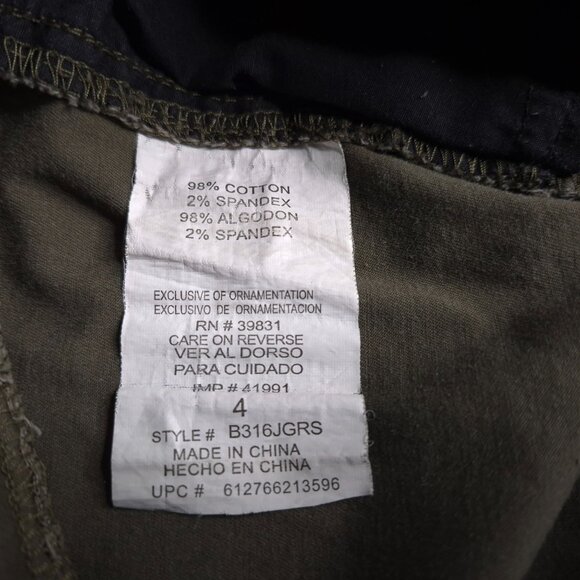 98% COTTON
2% SPANDEX
98% ALGODON
2% SPANDEX
EXCLUSIVE OF ORNAMENTATION
EXCLUSIVO DE ORNAMENTACION
RN # 39831
CARE ON REVERSE
VER AL DORSO
PARA CUIDADO
IMP # 41991
4
STYLE # B316JGRS
MADE IN CHINA
HECHO EN CHINA
UPC # 612766213596